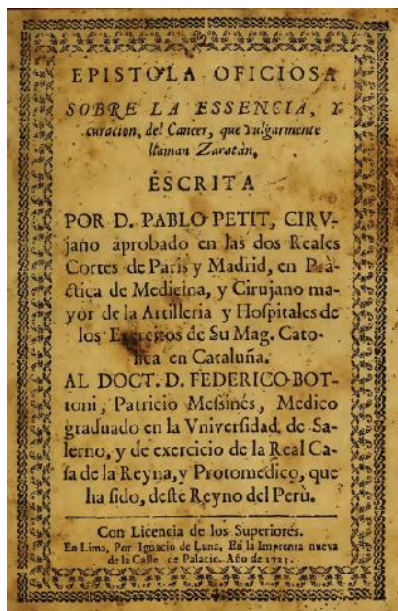 EPISTOLA OFICIOSA
SOBRE LA ESSENCIA, Y
curacion, del Cancer, que vulgarmente
llaman Zaratán,
ESCRITA
POR D. PABLO PETIT, CIRV-
jano aprobado en las dos Reales
Cortes de Paris y Madrid, en Prà-
ctica de Medicina, y Cirujano ma-
yor de la Artilleria y Hospitales de
los Exercitos de Su Mag. Cato-
lica en Cataluña.
AL DOCT. D. FEDERICO BOT-
toni, Patricio Messinés, Medico
graduado en la Vniversidad de Sa-
lerno, y de exercicio de la Real Ca-
sa de la Reyna, y Protomedico, que
ha sido, deste Reyno del Perù.
Con Licencia de los Superiores.
En Lima, Por Ignacio de Luna, En la Imprenta nueva
de la Calle de Palacio. Año de 1723.